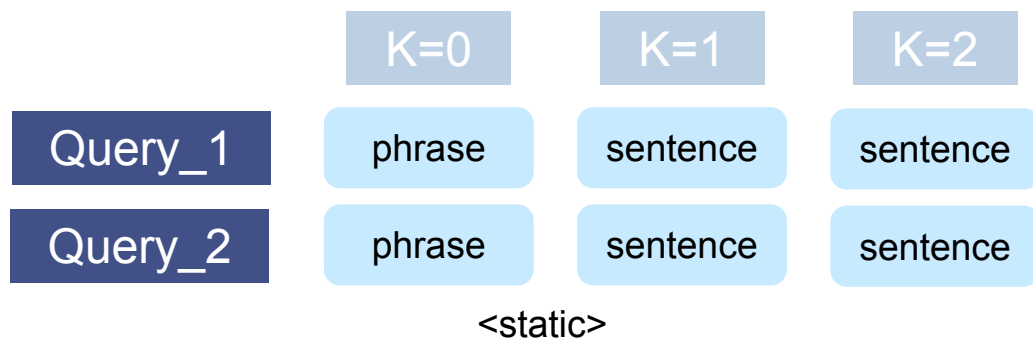 K=0 K=1 K=2
Query_1 phrase sentence sentence
Query_2 phrase sentence sentence
<static>